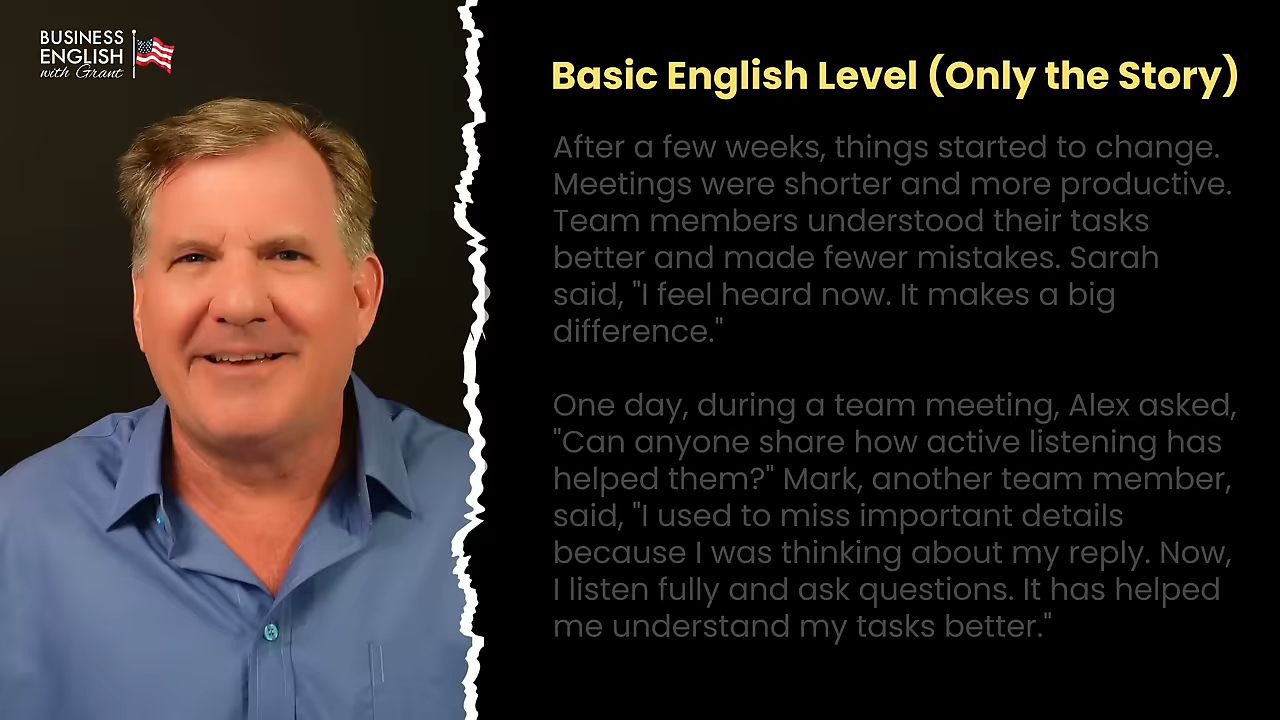 BUSINESS
ENGLISH
with Grant
Basic English Level (Only the Story)
After a few weeks, things started to change.
Meetings were shorter and more productive.
Team members understood their tasks
better and made fewer mistakes. Sarah
said, "I feel heard now. It makes a big
difference."
One day, during a team meeting, Alex asked,
"Can anyone share how active listening has
helped them?" Mark, another team member,
said, "I used to miss important details
because I was thinking about my reply. Now,
I listen fully and ask questions. It has helped
me understand my tasks better."